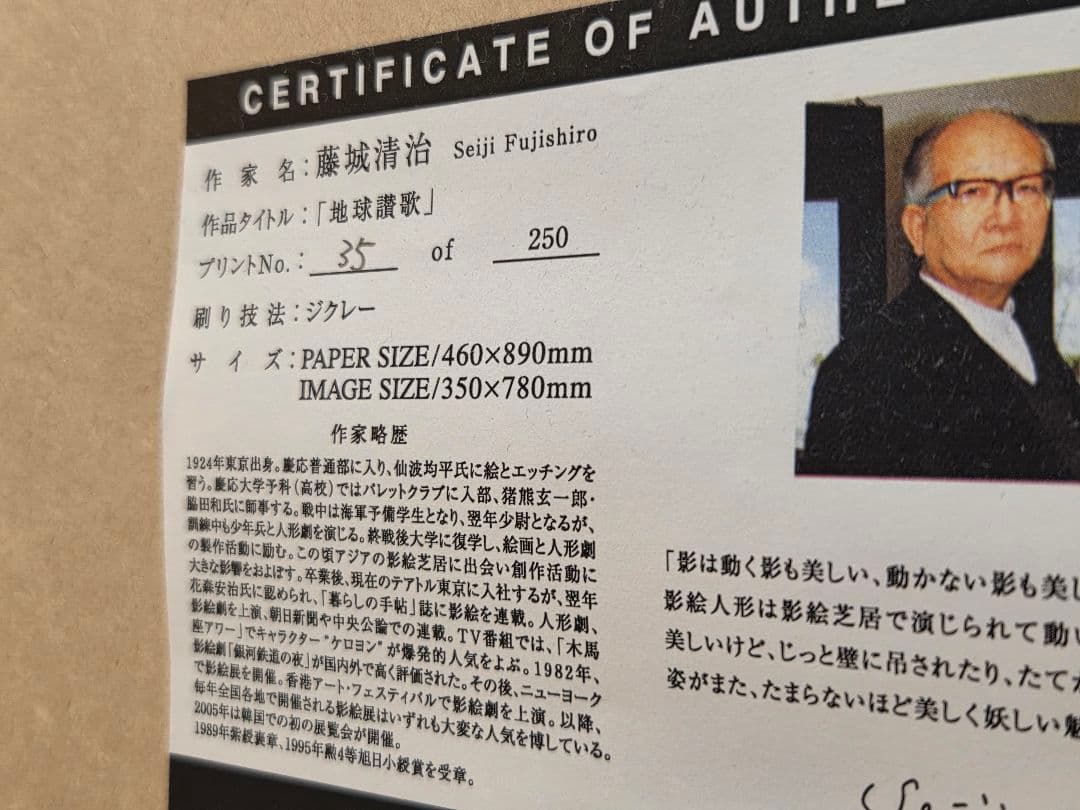 CERTIFICATE OF AUTHE
作家名：藤城清治 Seiji Fujishiro
作品タイトル：「地球讃歌」
プリントNo.：35 of 250
刷り技法：ジクレー
サイズ：PAPER SIZE/460×890mm
IMAGE SIZE/350×780mm
作家略歴
1924年東京出身。慶応普通部に入り、仙波均平氏に絵とエッチングを
習う。慶応大学予科（高校）ではパレットクラブに入部、猪熊玄一郎・
脇田和氏に師事する。戦中は海軍予備学生となり、翌年少尉となるが、
訓練中も少年兵と人形劇を演じる。終戦後大学に復学し、絵画と人形劇
の製作活動に励む。この頃アジアの影絵芝居に出会い創作活動に
大きな影響をおよぼす。卒業後、現在のテアトル東京に入社するが、翌年
花森安治氏に認められ、「暮らしの手帖」誌に影絵を連載。人形劇、
影絵劇を上演、朝日新聞や中央公論での連載。TV番組では、「木馬
座アワー」でキャラクター"ケロヨン"が爆発的人気をよぶ。1982年、
影絵劇「銀河鉄道の夜」が国内外で高く評価された。その後、ニューヨーク
で影絵展を開催。香港アート・フェスティバルで影絵劇を上演。以降、
毎年全国各地で開催される影絵展はいずれも大変な人気を博している。
2005年は韓国での初の展覧会が開催。
1989年紫綬褒章、1995年勲4等旭日小綬賞を受章。
「影は動く影も美しい、動かない影も美し
影絵人形は影絵芝居で演じられて動い
美しいけど、じっと壁に吊されたり、たてか
姿がまた、たまらないほど美しく妖しい魅